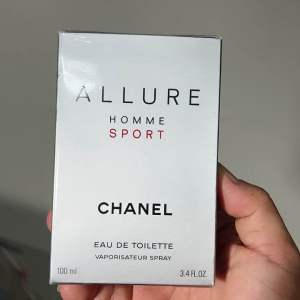 ALLURE
HOMME
SPORT
CHANEL
EAU DE TOILETTE
VAPORISATEUR SPRAY
100 ml 3.4 FL.OZ.